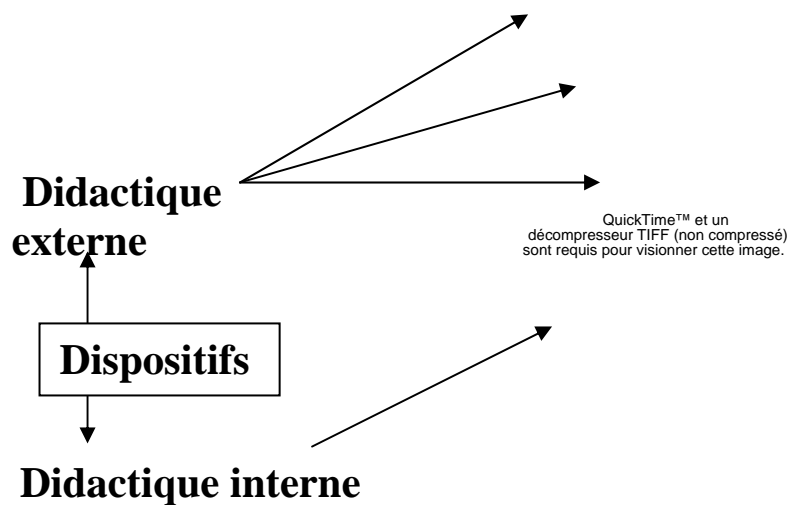 Didactique
externe
QuickTime™ et un
décompresseur TIFF (non compressé)
sont requis pour visionner cette image.
Dispositifs
Didactique interne